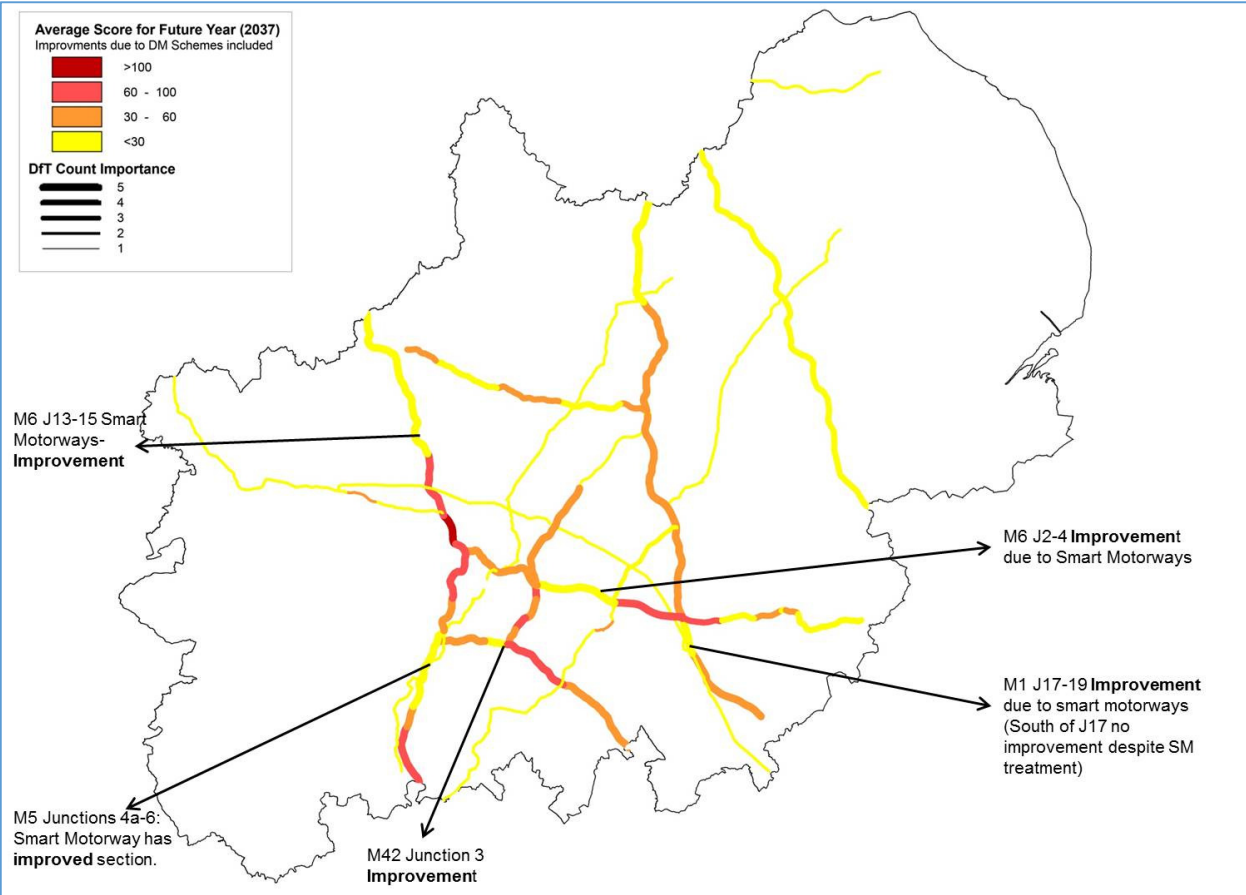 Average Score for Future Year (2037)
Improvments due to DM Schemes included
>100
60 - 100
30 - 60
<30
DfT Count Importance
5
4
3
2
1
M6 J13-15 Smart
Motorways-
Improvement
M6 J2-4 Improvement
due to Smart Motorways
M1 J17-19 Improvement
due to smart motorways
(South of J17 no
improvement despite SM
treatment)
M5 Junctions 4a-6:
Smart Motorway has
improved section.
M42 Junction 3
Improvement